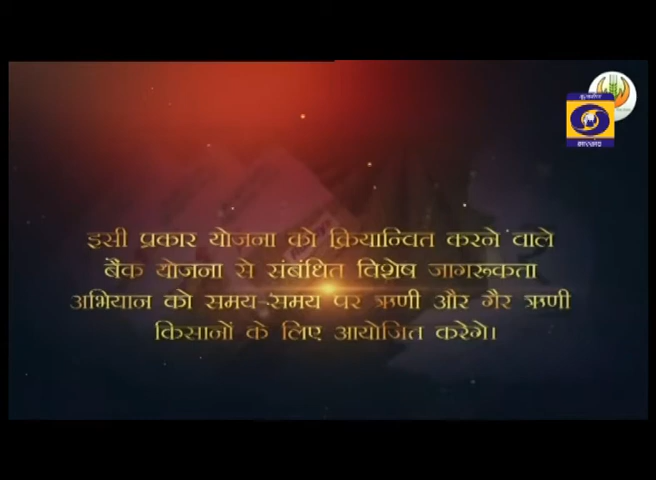 इसी प्रकार योजना को क्रियान्वित करने वाले
बैंक योजना से संबंधित विशेष जागरूकता
अभियान को समय-समय पर ऋणी और गैर ऋणी
किसानों के लिए आयोजित करेगे।